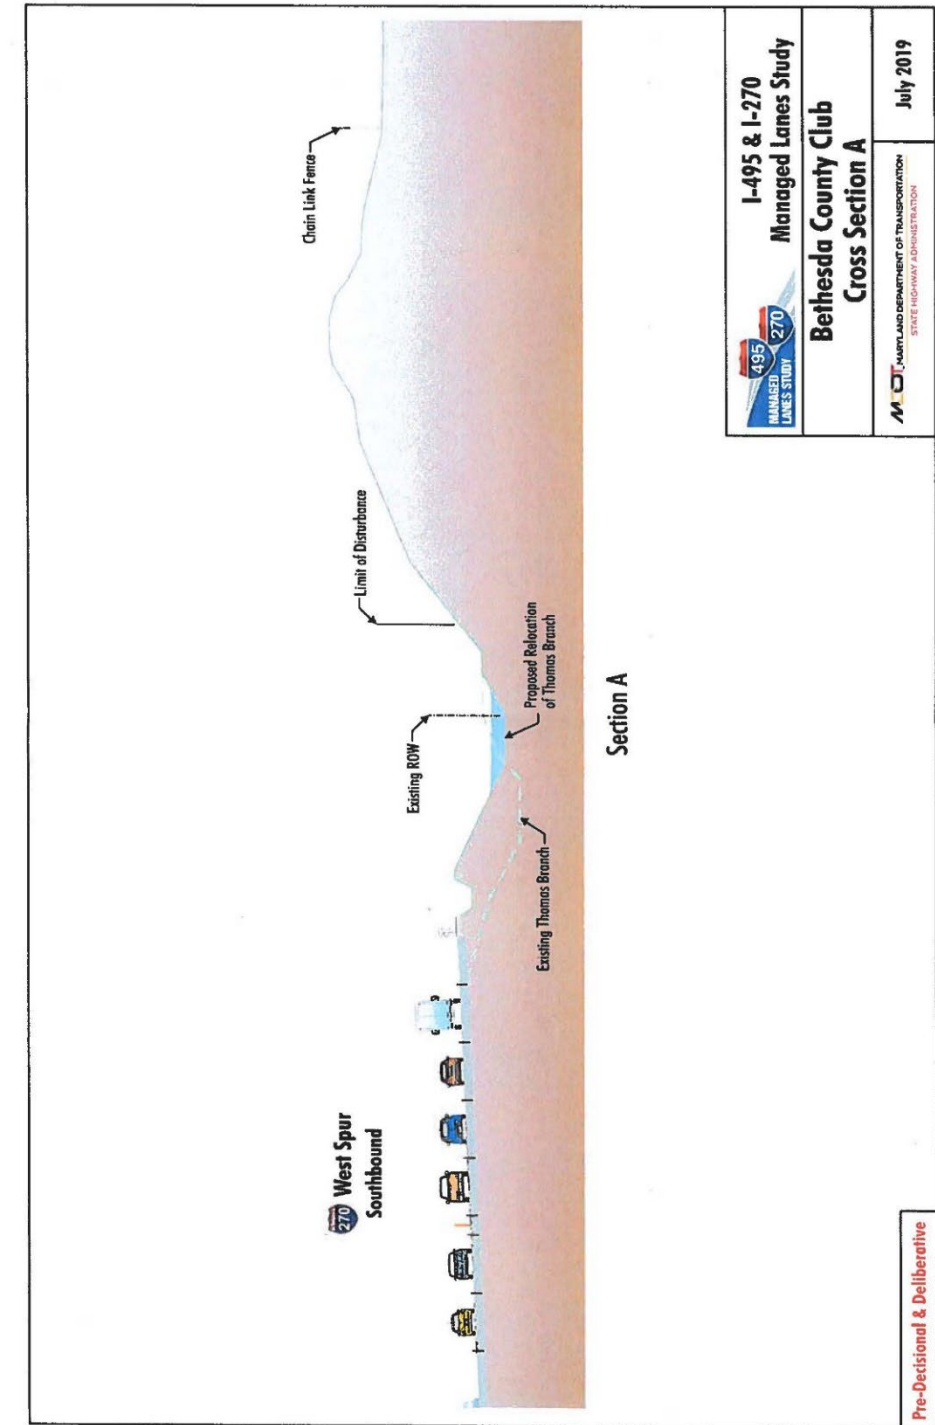 Chain Link Fence
Limit of Disturbance
Existing ROW
Proposed Relocation
of Thomas Branch
Existing Thomas Branch
270 West Spur
Southbound
Section A
495
270
MANAGED
LANES STUDY
I-495 & I-270
Managed Lanes Study
Bethesda County Club
Cross Section A
MDOT MARYLAND DEPARTMENT OF TRANSPORTATION
STATE HIGHWAY ADMINISTRATION
July 2019
Pre-Decisional & Deliberative